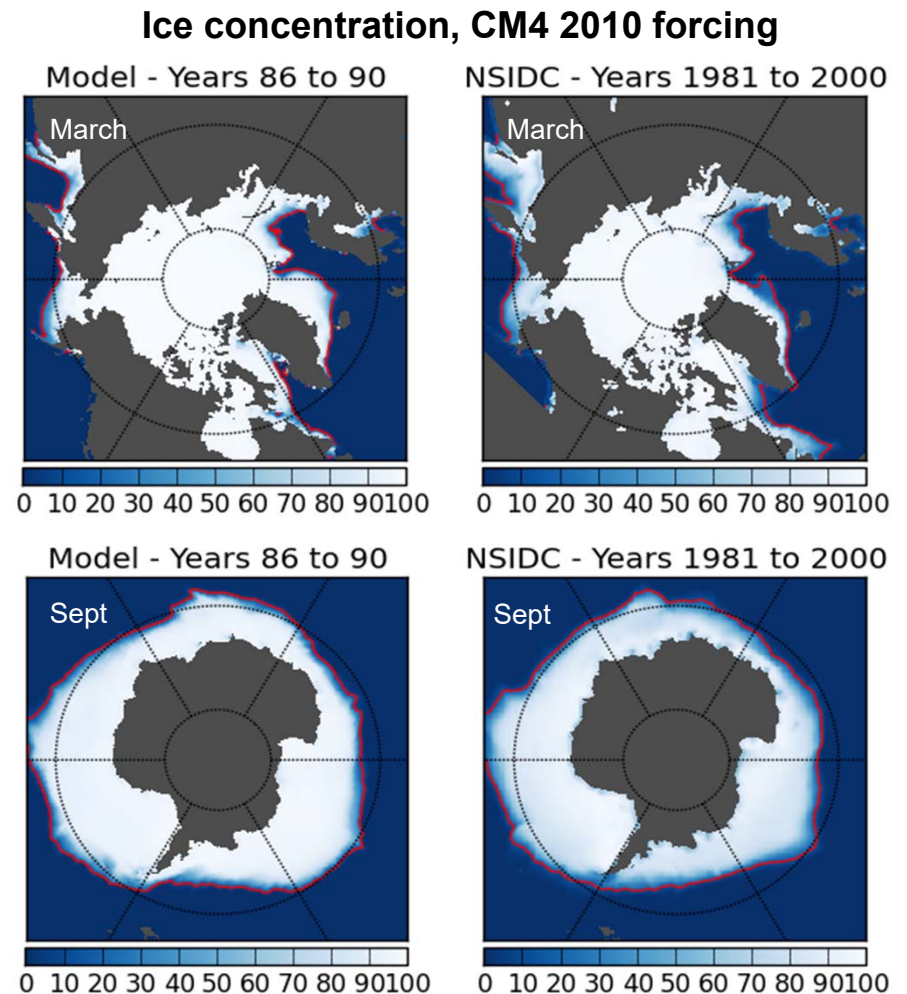 Ice concentration, CM4 2010 forcing
Model - Years 86 to 90
NSIDC - Years 1981 to 2000
March
March
0 10 20 30 40 50 60 70 80 90100
0 10 20 30 40 50 60 70 80 90100
Model - Years 86 to 90
NSIDC - Years 1981 to 2000
Sept
Sept
0 10 20 30 40 50 60 70 80 90100
0 10 20 30 40 50 60 70 80 90100